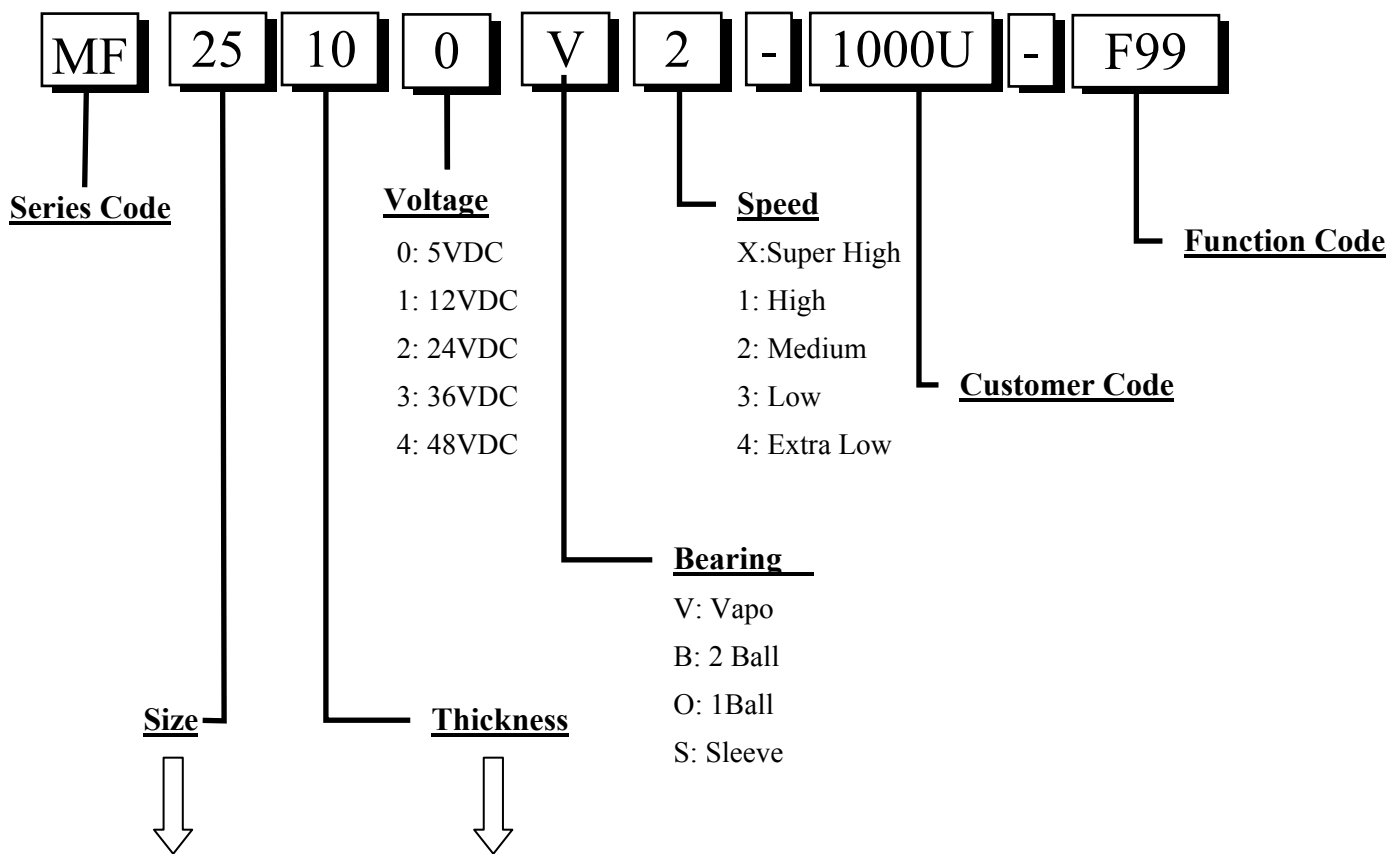 MF 25 10 0 V 2 - 1000U - F99
Series Code
Voltage
0: 5VDC
1: 12VDC
2: 24VDC
3: 36VDC
4: 48VDC
Speed
X:Super High
1: High
2: Medium
3: Low
4: Extra Low
Function Code
Customer Code
Bearing
V: Vapo
B: 2 Ball
O: 1Ball
S: Sleeve
Size
Thickness